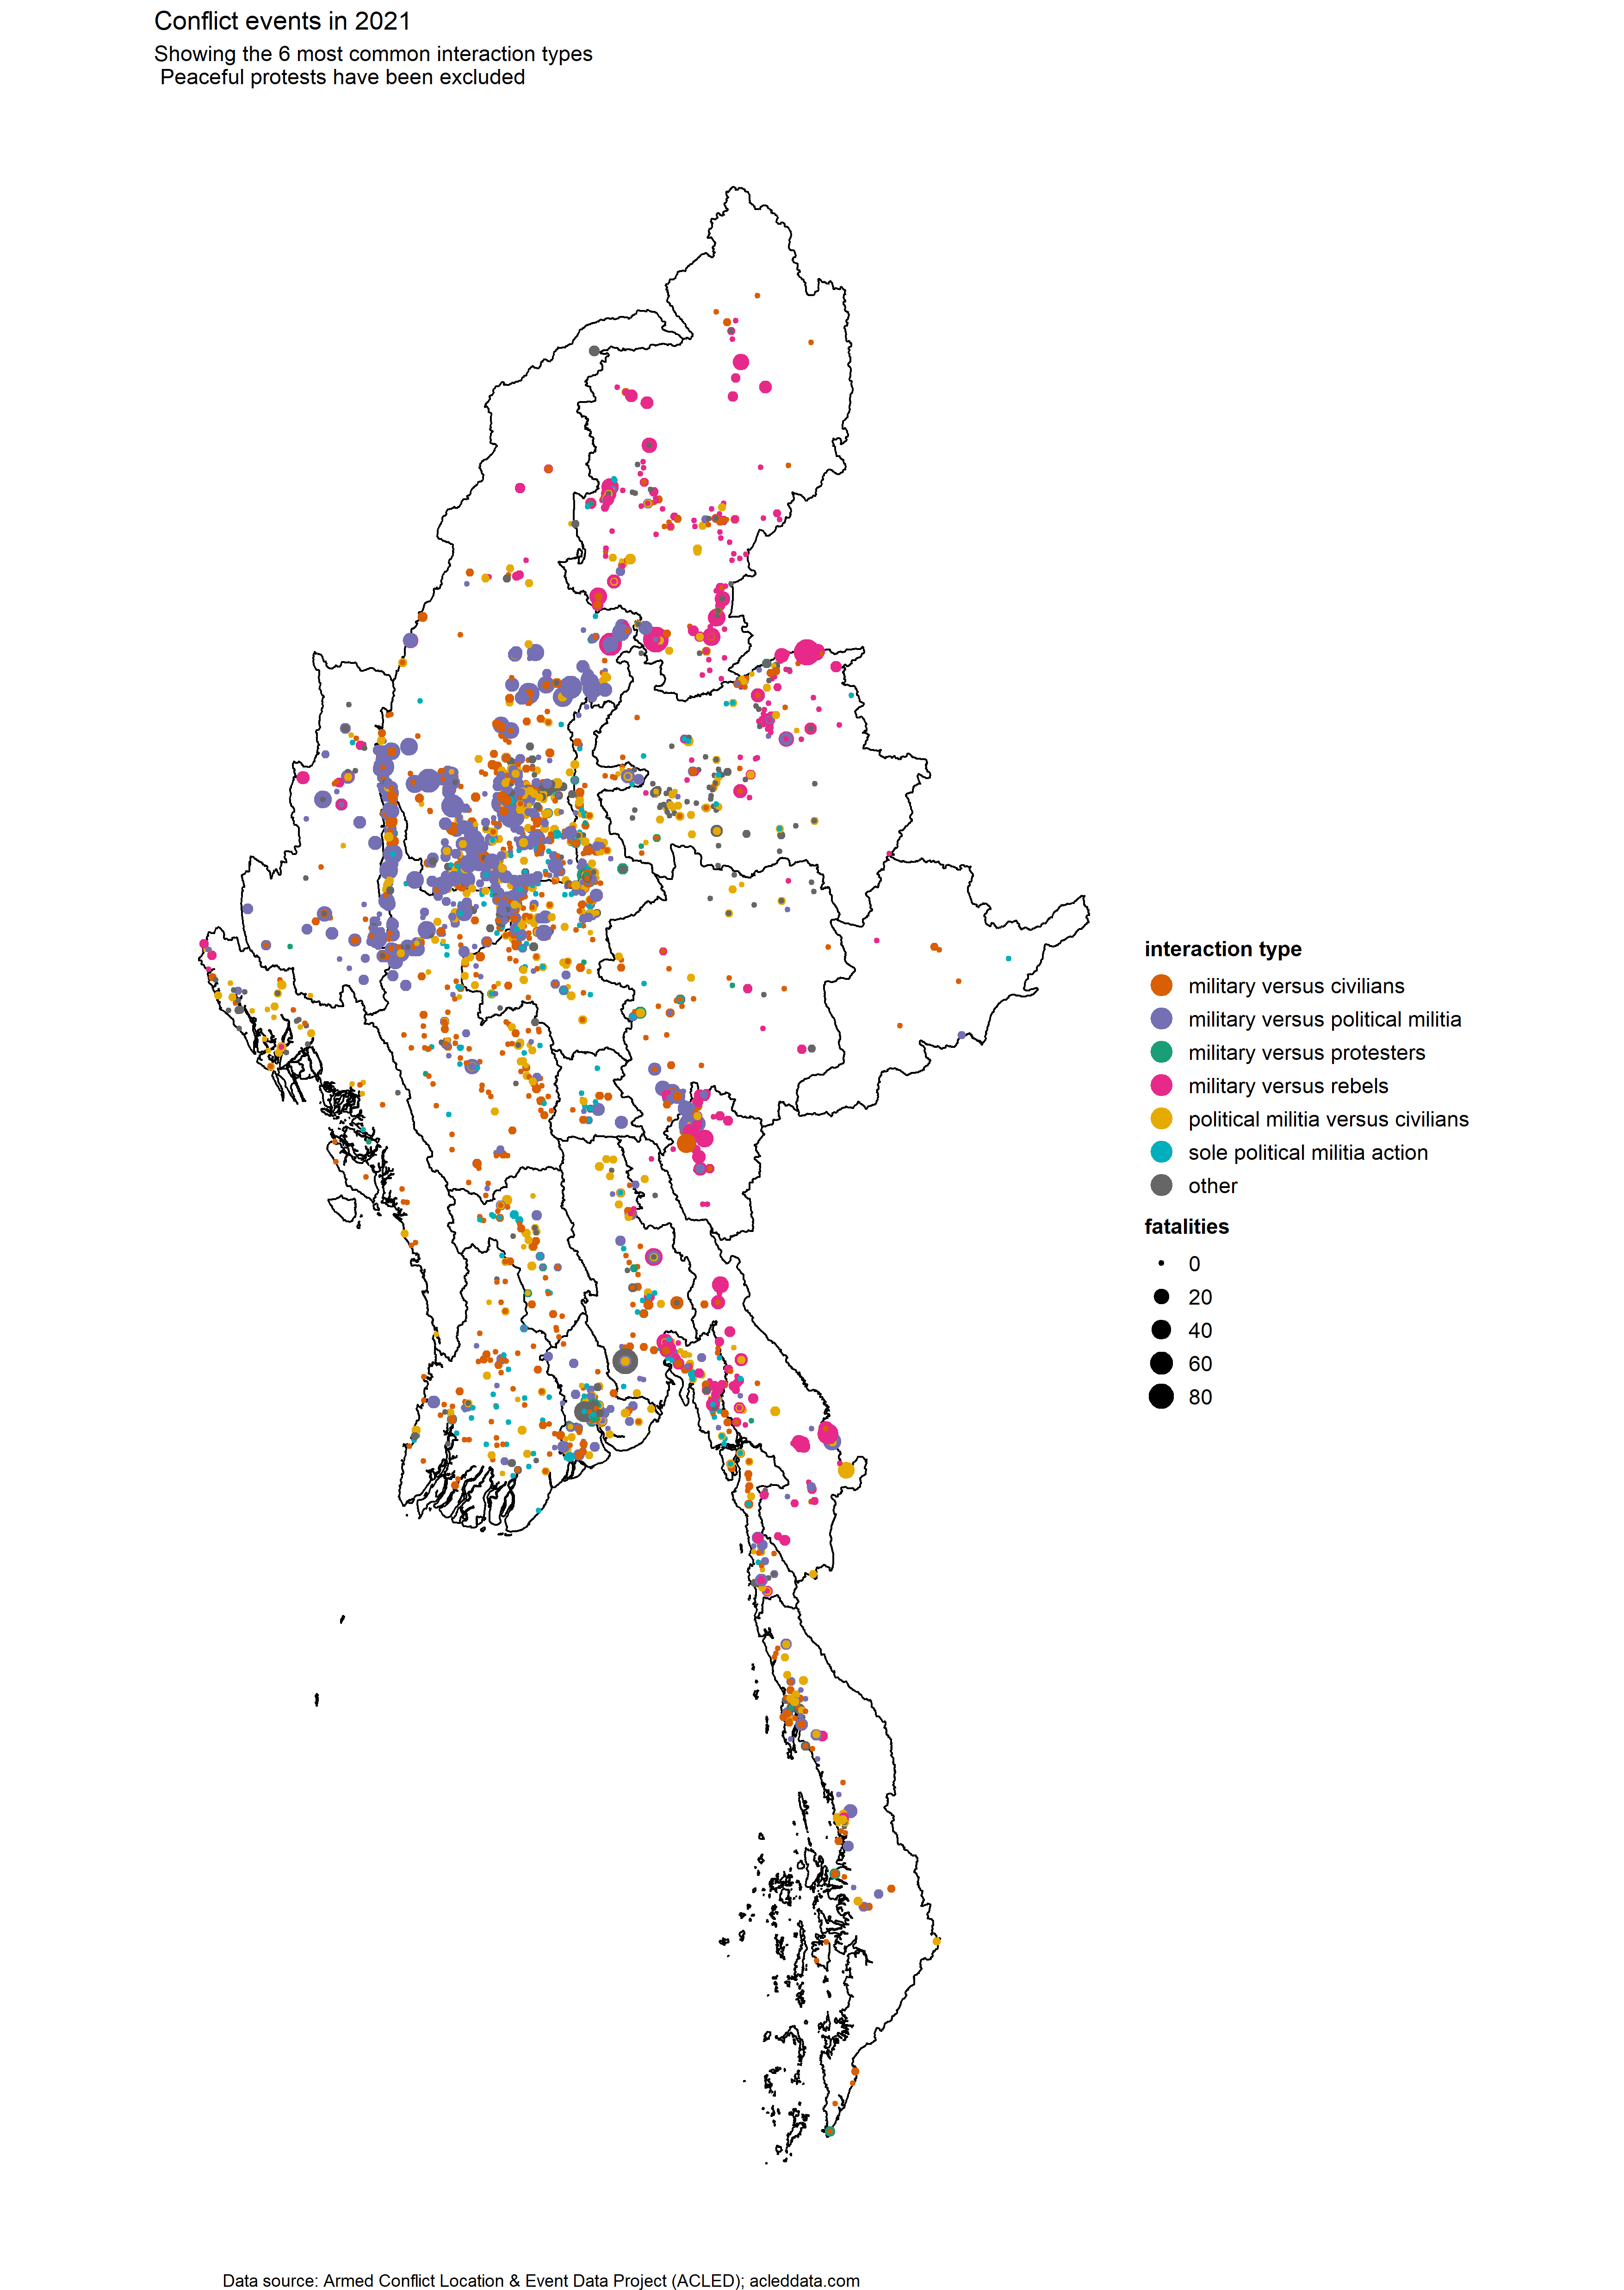 Conflict events in 2021
Showing the 6 most common interaction types
Peaceful protests have been excluded
interaction type
military versus civilians
military versus political militia
military versus protesters
military versus rebels
political militia versus civilians
sole political militia action
other
fatalities
0
20
40
60
80
Data source: Armed Conflict Location & Event Data Project (ACLED); acleddata.com